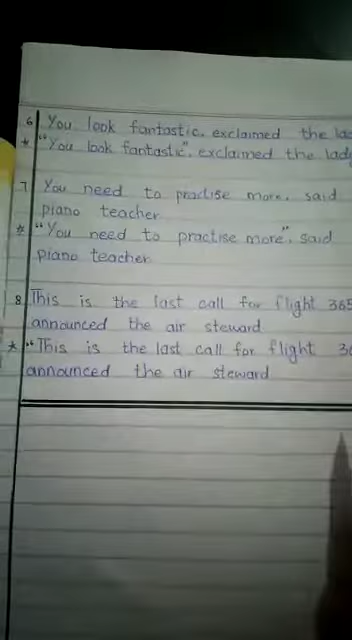 6 You look fantastic, exclaimed the
* "You look fantastic", exclaimed the lady
7 You need to practise more, said
piano teacher
* "You need to practise more", said
piano teacher
8 This is the last call for flight 365
announced the air steward
* "This is the last call for flight
announced the air steward